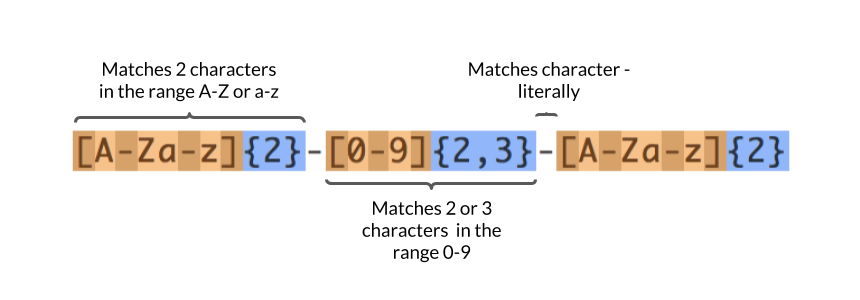 Matches 2 characters
in the range A-Z or a-z
Matches character -
literally
[A-Za-z]{2}-[0-9]{2,3}-[A-Za-z]{2}
Matches 2 or 3
characters in the
range 0-9